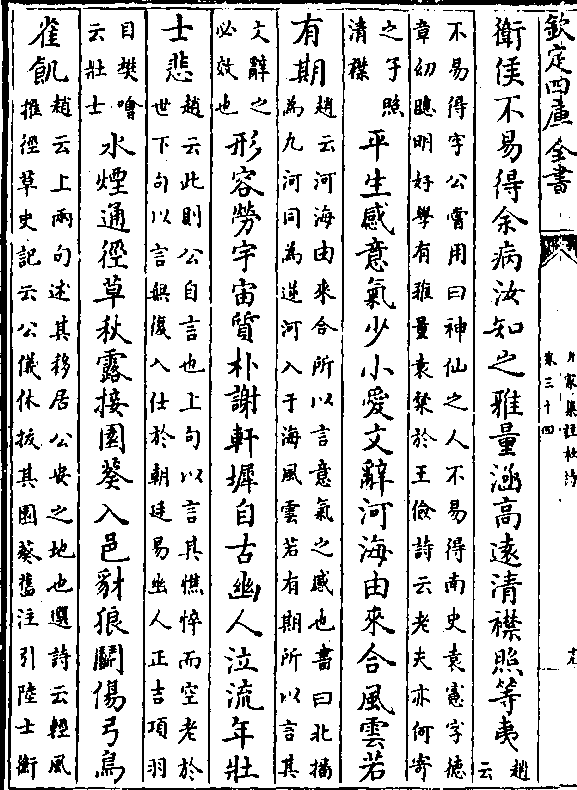 欽定四庫全書
九家集註杜詩
卷三十四
衛侯不易得余病汝知之雅量涵高遠清襟照等夷
趙
云
不易得字公嘗用曰神仙之人不易得南史袁憲字德
章幼聰明好學有雅量袁粲於王儉詩云老夫亦何寄
之子照
清襟
平生感意氣少小愛文辭河海由來合風雲若
有期
趙云河海由來合所以言意氣之感也書曰北播
為九河同為逆河入于海風雲若有期所以言其
文辭之
必效也
形容勞宇宙質朴謝軒墀自古幽人泣流年壯
士悲
趙云此則公自言也上句以言其憔悴而空老於
世下句以言無復入仕於朝廷易幽人正吉項羽
目樊噲
云壯士
水煙通徑草秋露接園葵入邑豺狼鬭傷弓鳥
雀飢
趙云上兩句述其移居公安之地也選詩云輕風
摧徑草史記云公儀休拔其園葵舊注引陸士衡